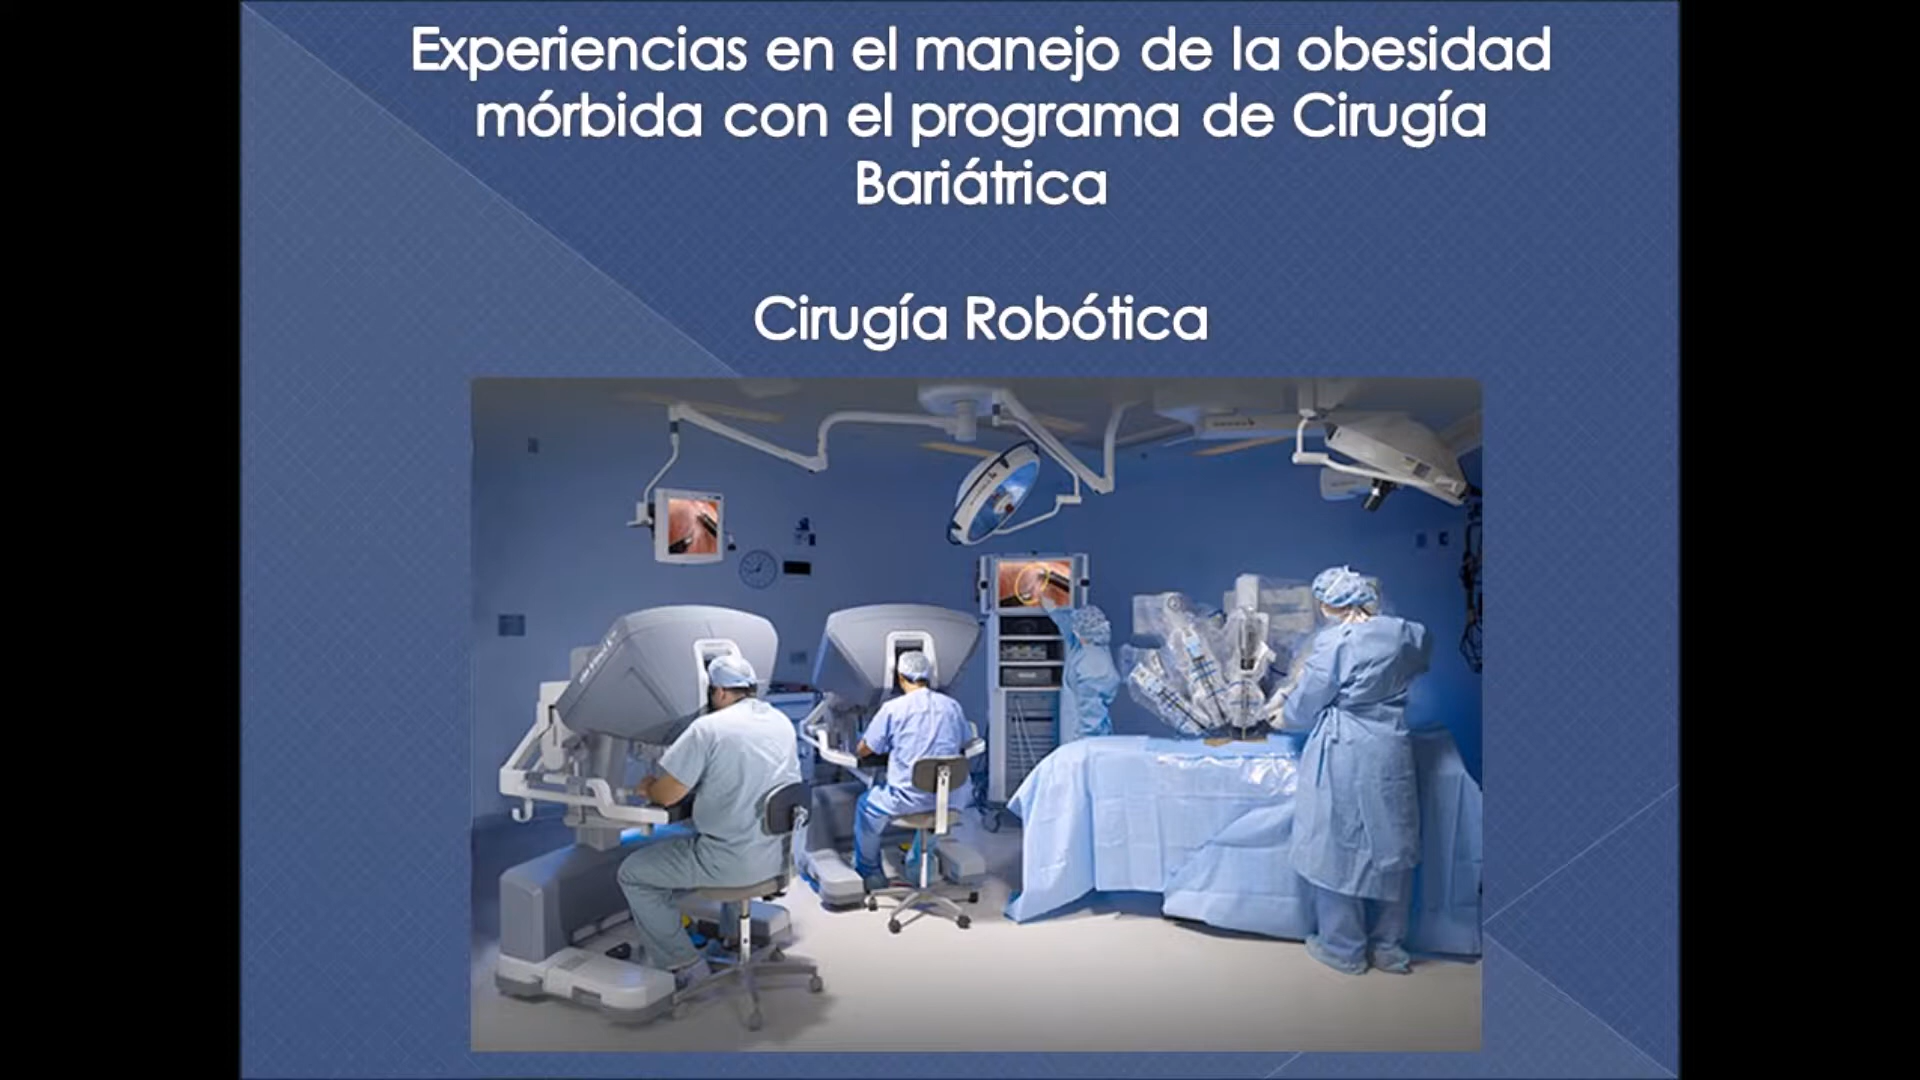 Experiencias en el manejo de la obesidad
mórbida con el programa de Cirugía
Bariátrica
Cirugía Robótica